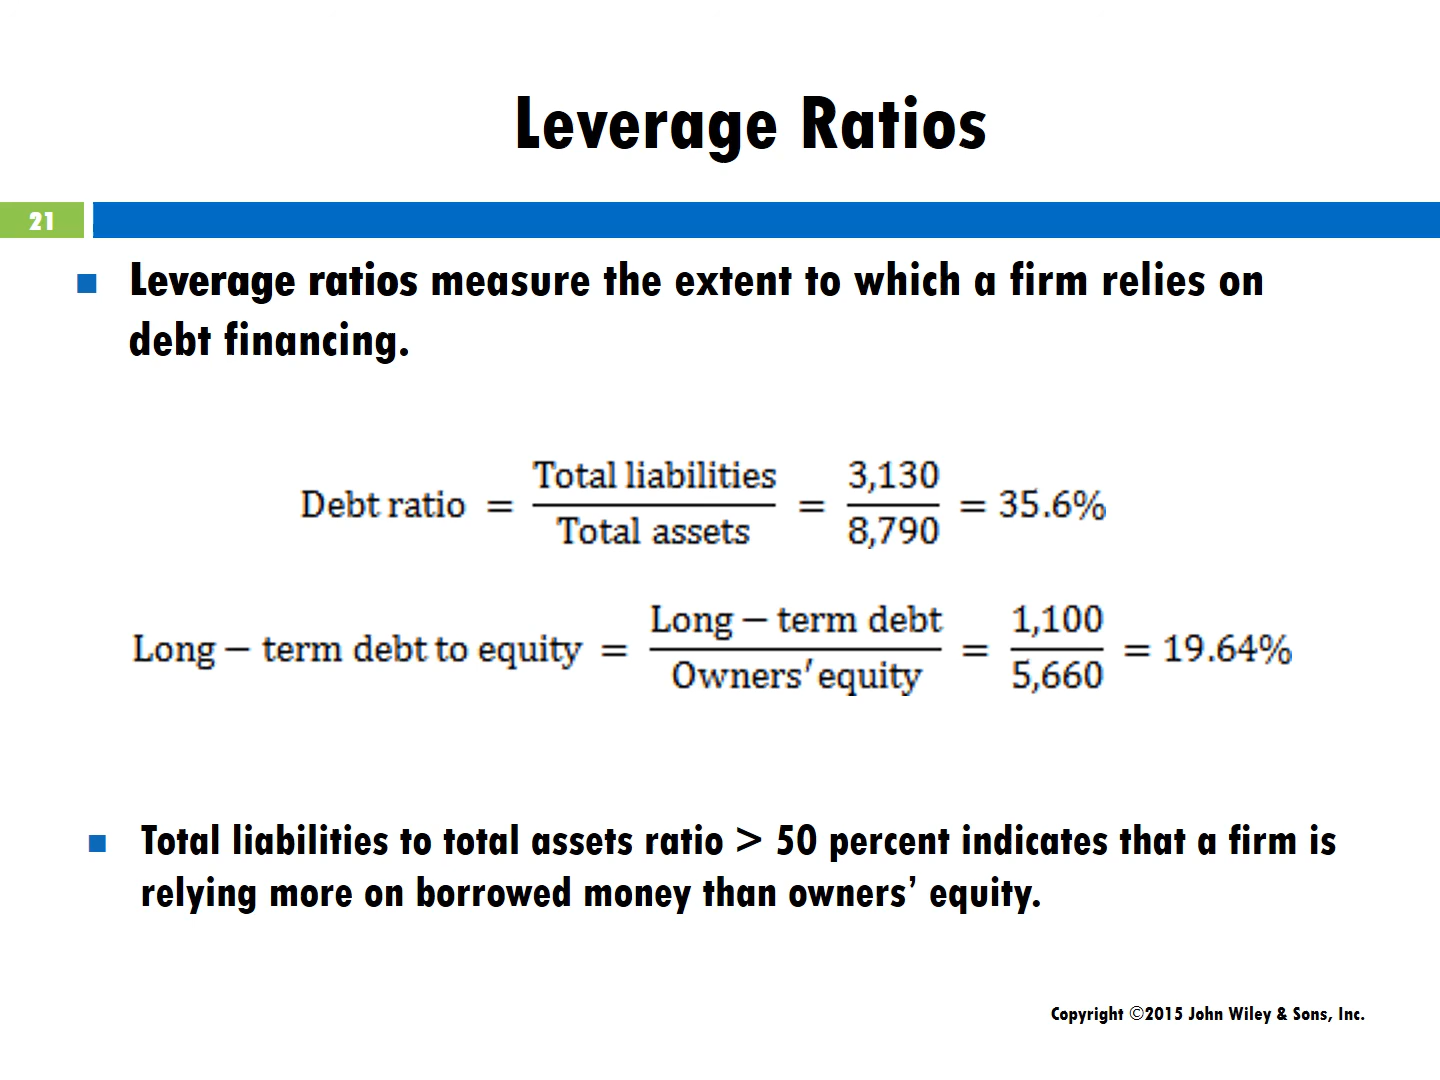 Leverage Ratios
21
Leverage ratios measure the extent to which a firm relies on
debt financing.
Debt ratio = Total liabilities / Total assets = 3,130 / 8,790 = 35.6%
Long − term debt to equity = Long − term debt / Owners′ equity = 1,100 / 5,660 = 19.64%
Total liabilities to total assets ratio > 50 percent indicates that a firm is
relying more on borrowed money than owners’ equity.
Copyright ©2015 John Wiley & Sons, Inc.